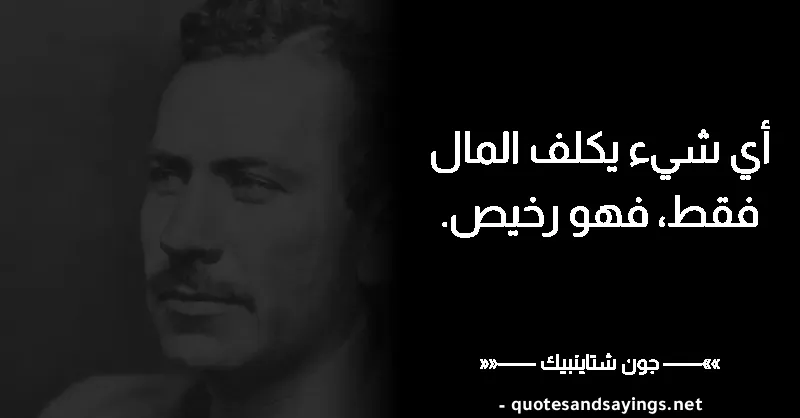 أي شيء يكلف المال
فقط، فهو رخيص.
»»—— جون شتاينبيك ——««
- quotesandsayings.net